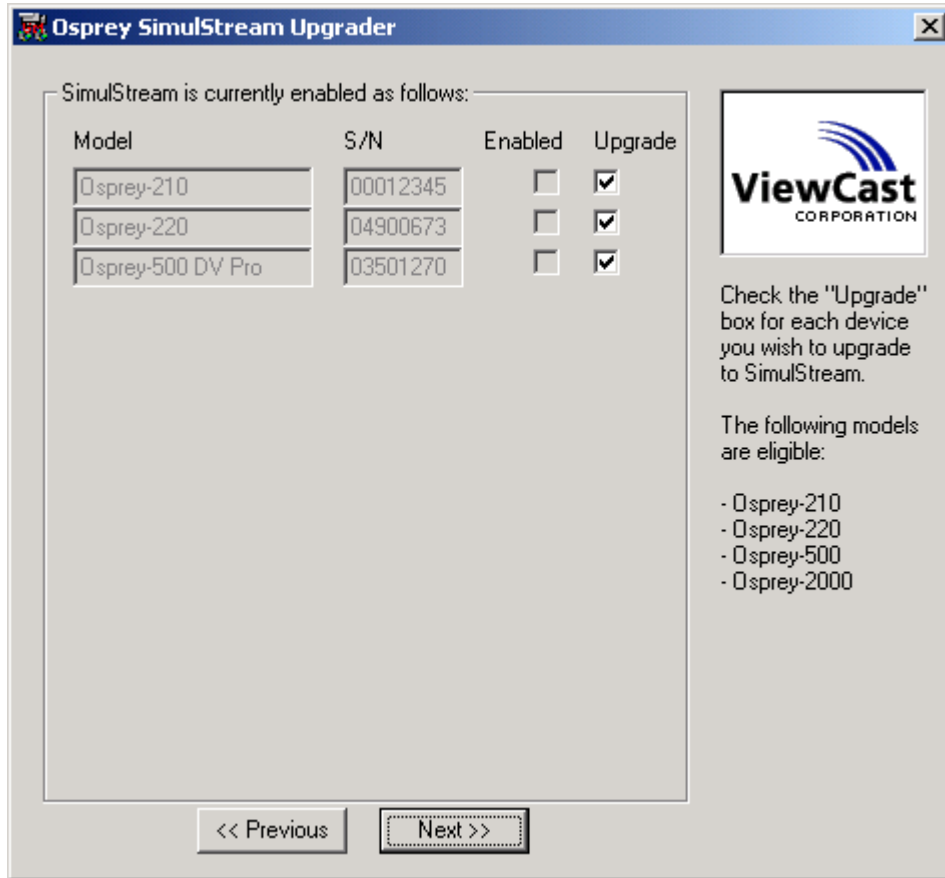 Osprey SimulStream Upgrader
SimulStream is currently enabled as follows:
Model S/N Enabled Upgrade
Osprey-210 00012345
Osprey-220 04900673
Osprey-500 DV Pro 03501270
ViewCast
CORPORATION
Check the "Upgrade"
box for each device
you wish to upgrade
to SimulStream.
The following models
are eligible:
- Osprey-210
- Osprey-220
- Osprey-500
- Osprey-2000
<< Previous Next >>